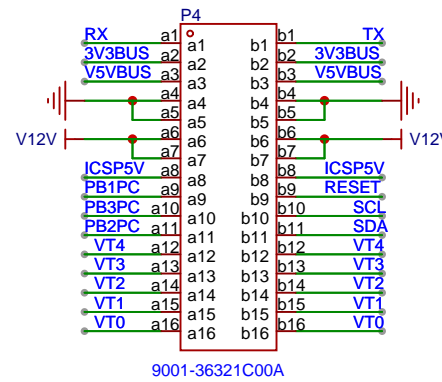 P4
RX a1 a1 b1 b1 TX
3V3BUS a2 a2 b2 b2 3V3BUS
V5VBUS a3 a3 b3 b3 V5VBUS
a4 a4 b4 b4
a5 a5 b5 b5
V12V a6 a6 b6 b6 V12V
a7 a7 b7 b7
ICSP5V a8 a8 b8 b8 ICSP5V
PB1PC a9 a9 b9 b9 RESET
PB3PC a10 a10 b10 b10 SCL
PB2PC a11 a11 b11 b11 SDA
VT4 a12 a12 b12 b12 VT4
VT3 a13 a13 b13 b13 VT3
VT2 a14 a14 b14 b14 VT2
VT1 a15 a15 b15 b15 VT1
VT0 a16 a16 b16 b16 VT0
9001-36321C00A